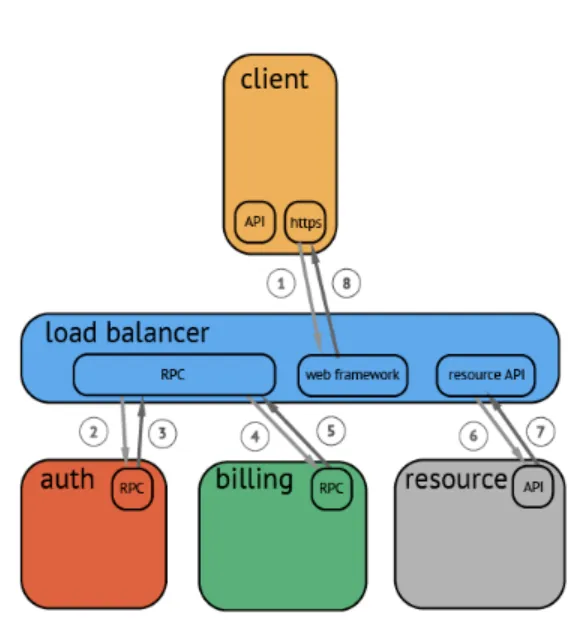 client
API
https
1
8
load balancer
RPC
web framework
resource API
2
3
4
5
6
7
auth
RPC
billing
RPC
resource
API